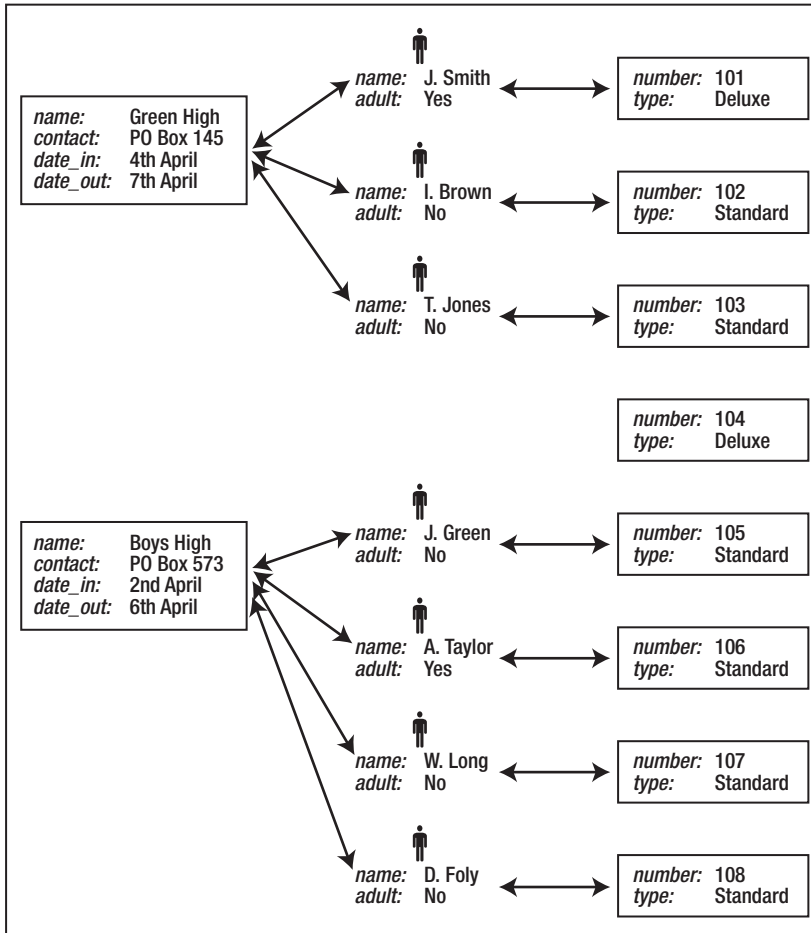 name: Green High
contact: PO Box 145
date_in: 4th April
date_out: 7th April
name: J. Smith
adult: Yes
number: 101
type: Deluxe
name: I. Brown
adult: No
number: 102
type: Standard
name: T. Jones
adult: No
number: 103
type: Standard
number: 104
type: Deluxe
name: Boys High
contact: PO Box 573
date_in: 2nd April
date_out: 6th April
name: J. Green
adult: No
number: 105
type: Standard
name: A. Taylor
adult: Yes
number: 106
type: Standard
name: W. Long
adult: No
number: 107
type: Standard
name: D. Foly
adult: No
number: 108
type: Standard